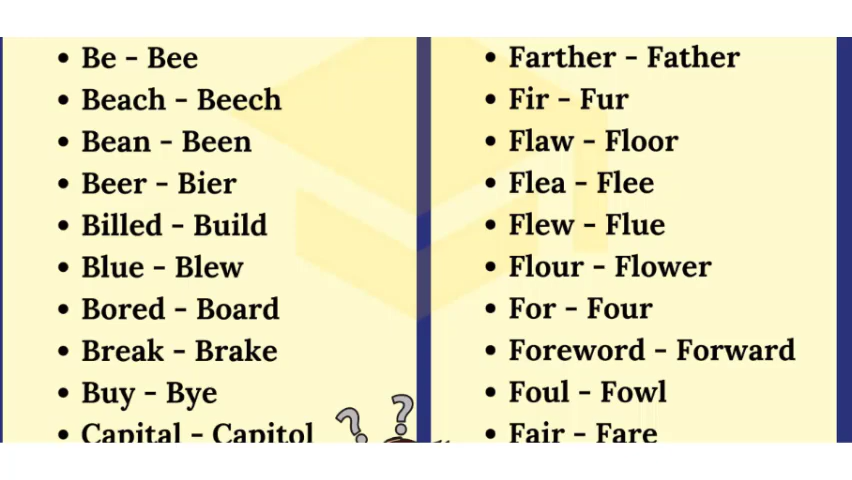 • Be - Bee
• Beach - Beech
• Bean - Been
• Beer - Bier
• Billed - Build
• Blue - Blew
• Bored - Board
• Break - Brake
• Buy - Bye
• Capital - Capitol
• Farther - Father
• Fir - Fur
• Flaw - Floor
• Flea - Flee
• Flew - Flue
• Flour - Flower
• For - Four
• Foreword - Forward
• Foul - Fowl
• Fair - Fare